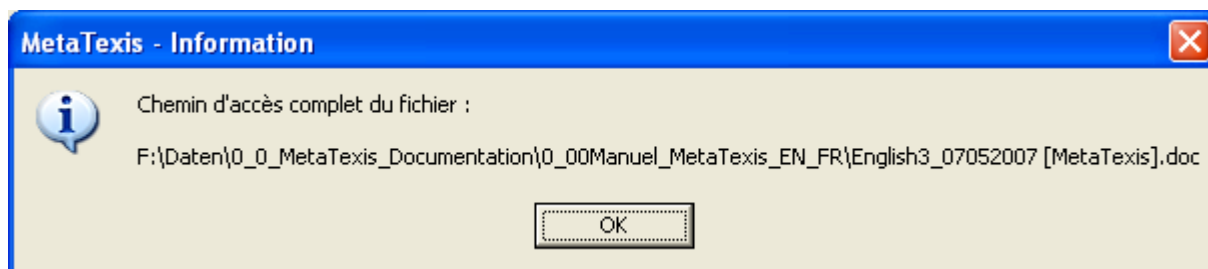 MetaTexis - Information
Chemin d'accès complet du fichier :
F:\Daten\0_0_MetaTexis_Documentation\0_00Manuel_MetaTexis_EN_FR\English3_07052007 [MetaTexis].doc
OK